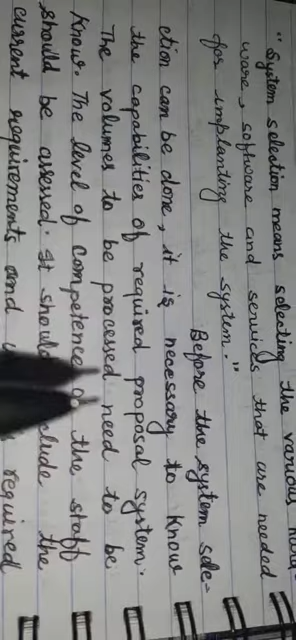 "System selection means selecting the various hard-
ware, software and services that are needed
for implanting the system."
Before the system sele-
ction can be done, it is necessary to know
the capabilities of required proposal system.
The volumes to be processed need to be
know. The level of competence of the staff
should be assessed. It should include the
current requirements and required